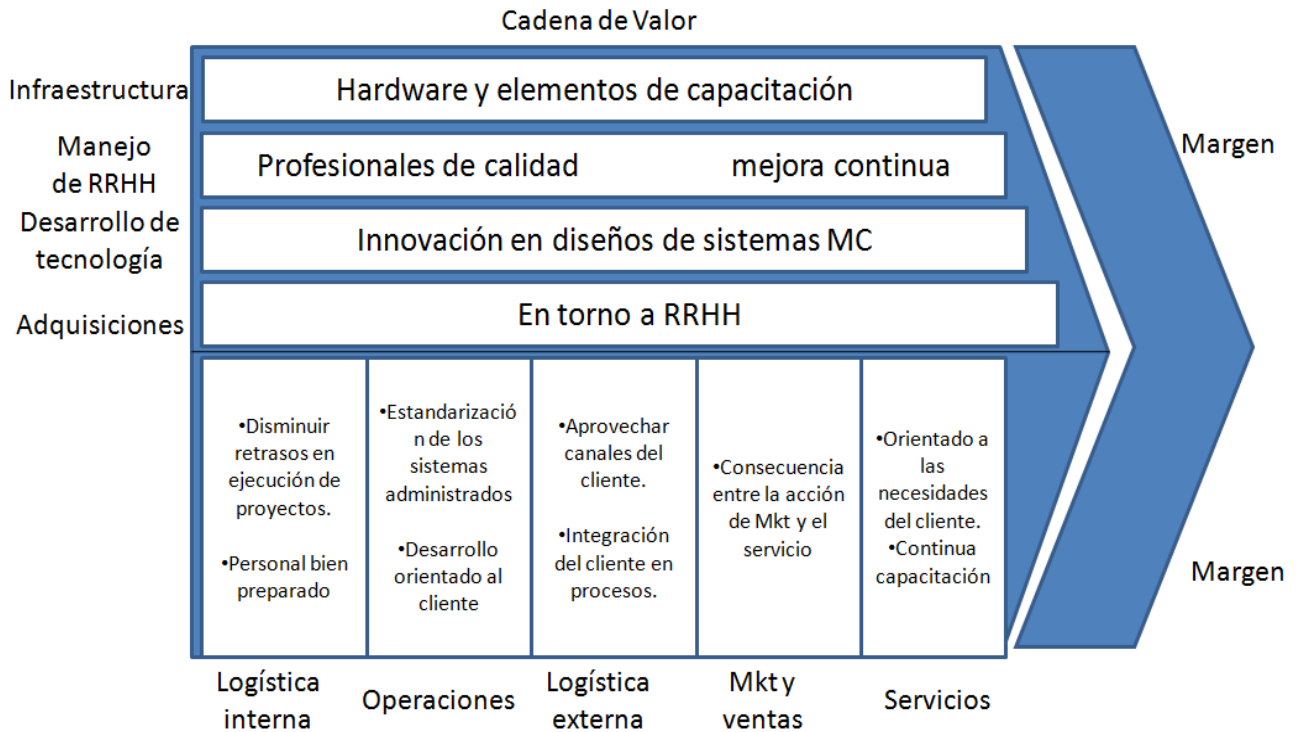 Cadena de Valor
Infraestructura
Hardware y elementos de capacitación
Manejo
de RRHH
Profesionales de calidad mejora continua
Desarrollo de
tecnología
Innovación en diseños de sistemas MC
Adquisiciones
En torno a RRHH
Margen
•Disminuir
retrasos en
ejecución de
proyectos.
•Personal bien
preparado
•Estandarizació
n de los
sistemas
administrados
•Desarrollo
orientado al
cliente
•Aprovechar
canales del
cliente.
•Integración
del cliente en
procesos.
•Consecuencia
entre la acción
de Mkt y el
servicio
•Orientado a
las
necesidades
del cliente.
•Continua
capacitación
Margen
Logística
interna
Operaciones
Logística
externa
Mkt y
ventas
Servicios